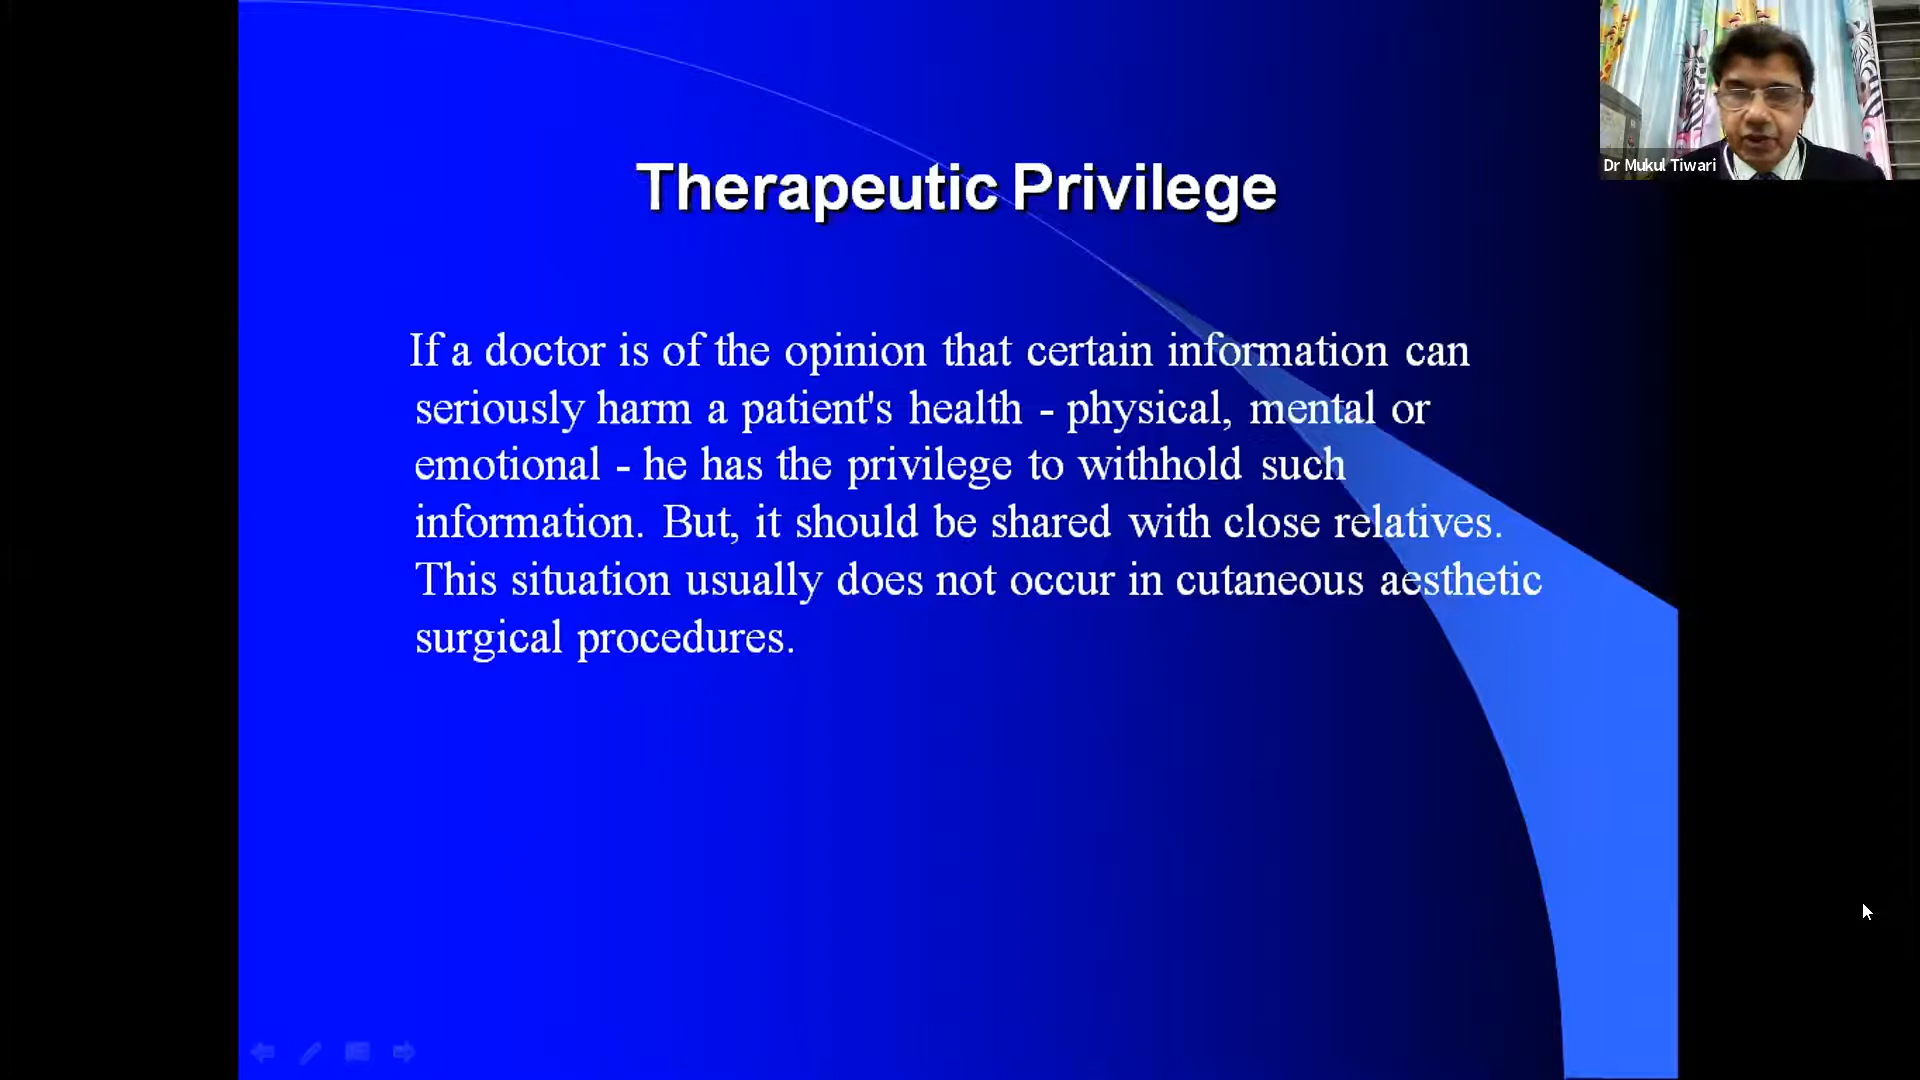 Dr Mukul Tiwari
Therapeutic Privilege
If a doctor is of the opinion that certain information can
seriously harm a patient's health - physical, mental or
emotional - he has the privilege to withhold such
information. But, it should be shared with close relatives.
This situation usually does not occur in cutaneous aesthetic
surgical procedures.